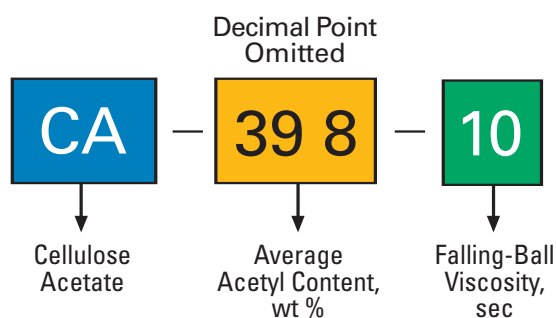 Decimal Point
Omitted
CA — 39 8 — 10
Cellulose
Acetate
Average
Acetyl Content,
wt %
Falling-Ball
Viscosity,
sec